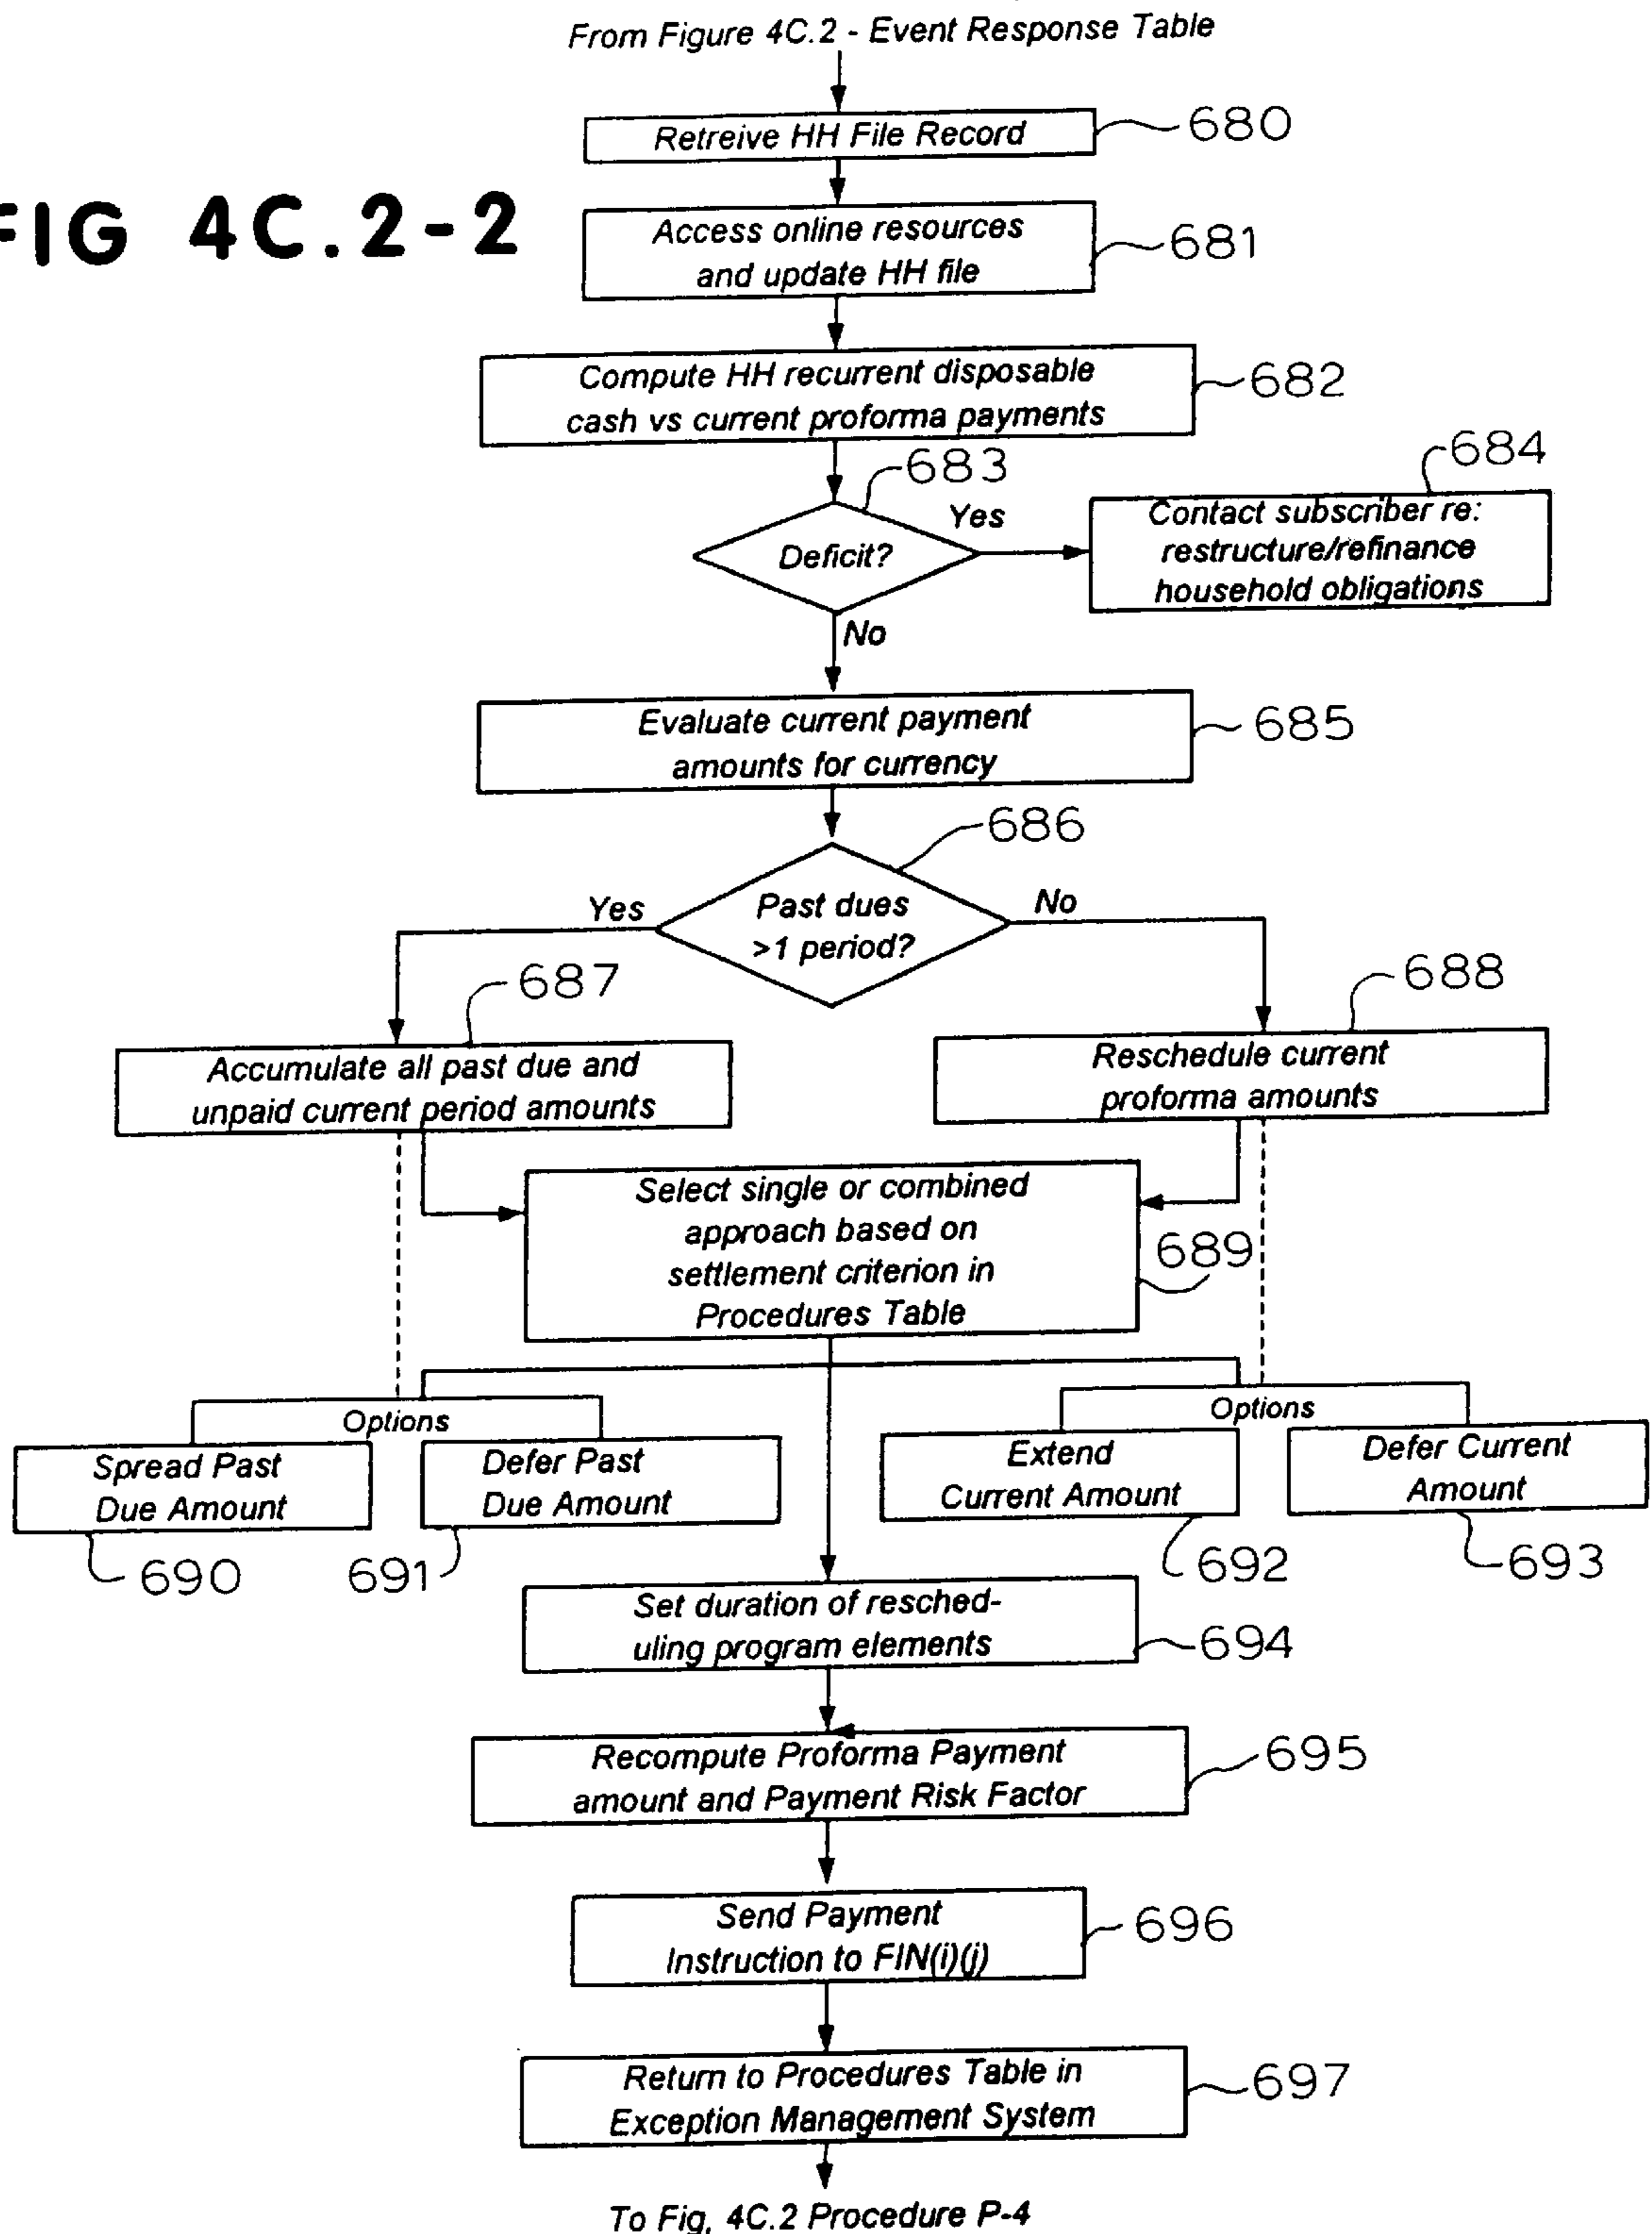 From Figure 4C.2 - Event Response Table
Retreive HH File Record
680
FIG 4C.2-2
Access online resources
and update HH file
681
Compute HH recurrent disposable
cash vs current proforma payments
682
683
Deficit?
Yes
No
684
Contact subscriber re:
restructure/refinance
household obligations
Evaluate current payment
amounts for currency
685
686
Past dues
>1 period?
Yes
No
687
Accumulate all past due and
unpaid current period amounts
688
Reschedule current
proforma amounts
Select single or combined
approach based on
settlement criterion in
Procedures Table
689
Options
Options
Spread Past
Due Amount
690
Defer Past
Due Amount
691
Extend
Current Amount
692
Defer Current
Amount
693
Set duration of resched-
uling program elements
694
Recompute Proforma Payment
amount and Payment Risk Factor
695
Send Payment
Instruction to FIN(i)(j)
696
Return to Procedures Table in
Exception Management System
697
To Fig, 4C.2 Procedure P-4